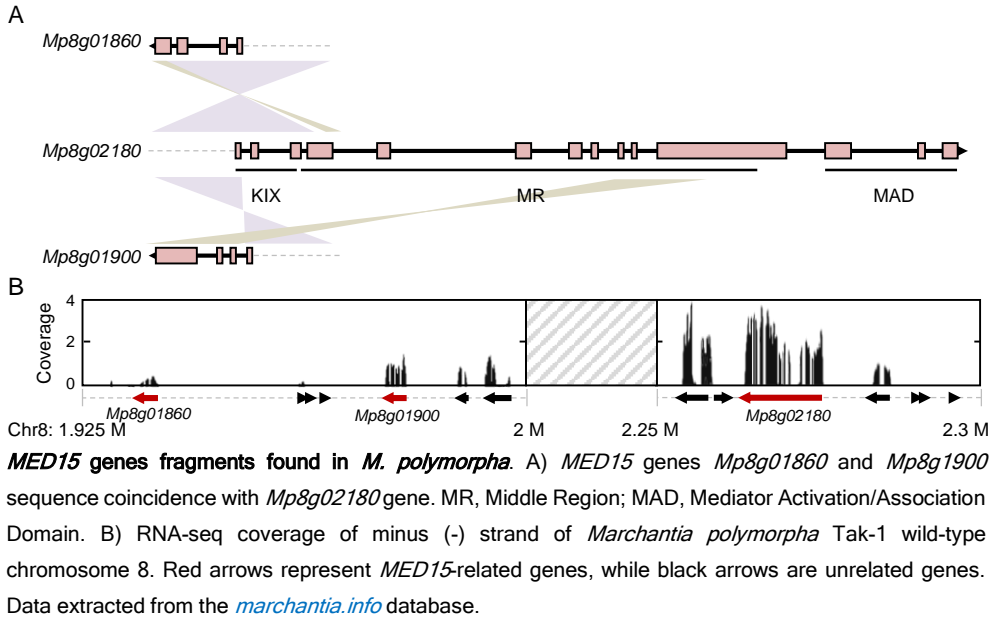 A
Mp8g01860
Mp8g02180
KIX
MR
MAD
Mp8g01900
B
Coverage
4
2
0
Mp8g01860
Mp8g01900
Mp8g02180
Chr8: 1.925 M
2 M
2.25 M
2.3 M
MED15 genes fragments found in M. polymorpha. A) MED15 genes Mp8g01860 and Mp8g1900
sequence coincidence with Mp8g02180 gene. MR, Middle Region; MAD, Mediator Activation/Association
Domain. B) RNA-seq coverage of minus (-) strand of Marchantia polymorpha Tak-1 wild-type
chromosome 8. Red arrows represent MED15-related genes, while black arrows are unrelated genes.
Data extracted from the marchantia.info database.